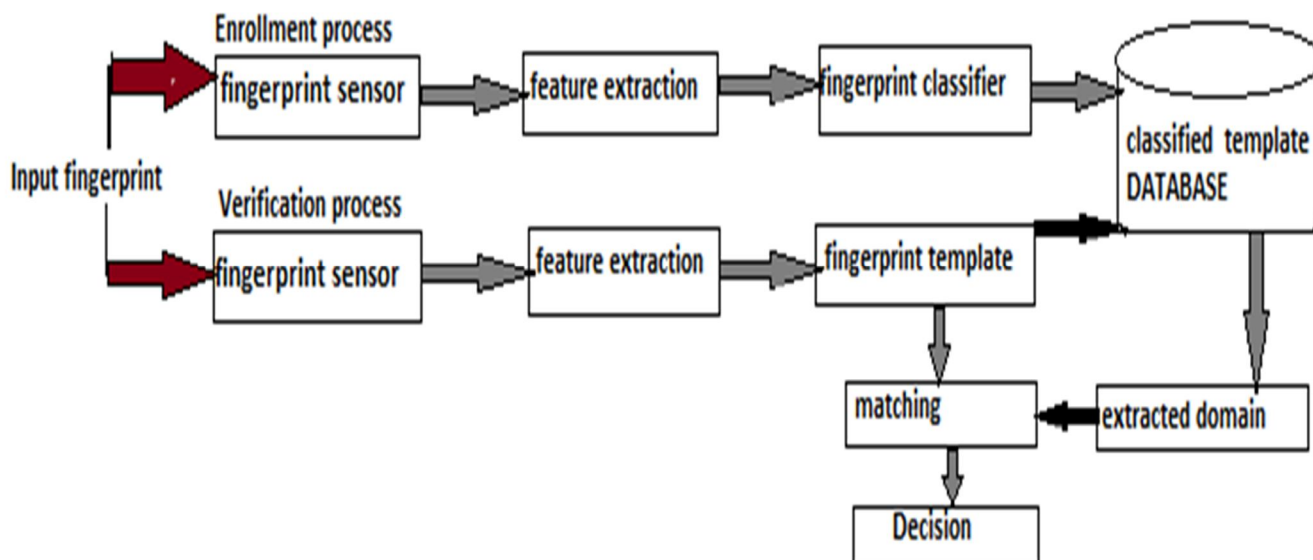 Enrollment process
fingerprint sensor
feature extraction
fingerprint classifier
classified template
DATABASE
Input fingerprint
Verification process
fingerprint sensor
feature extraction
fingerprint template
matching
extracted domain
Decision